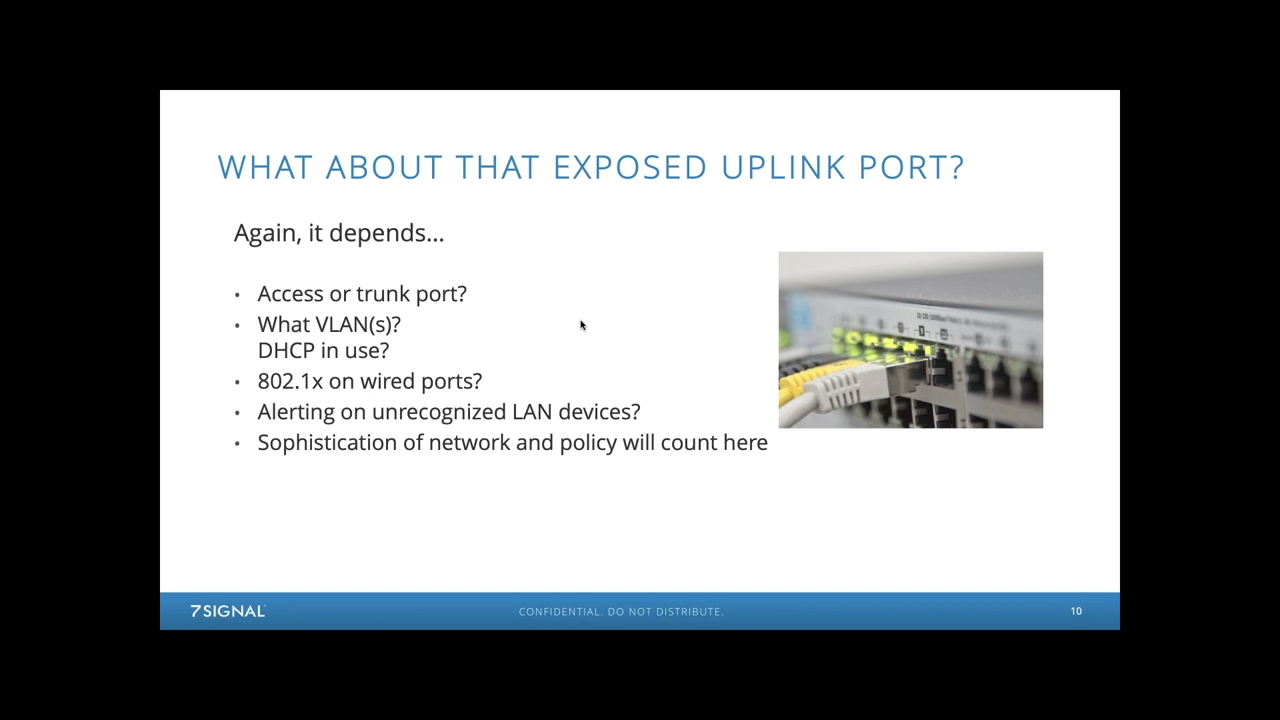 WHAT ABOUT THAT EXPOSED UPLINK PORT?
Again, it depends...
• Access or trunk port?
• What VLAN(s)?
DHCP in use?
• 802.1x on wired ports?
• Alerting on unrecognized LAN devices?
• Sophistication of network and policy will count here
7SIGNAL
CONFIDENTIAL. DO NOT DISTRIBUTE.
10